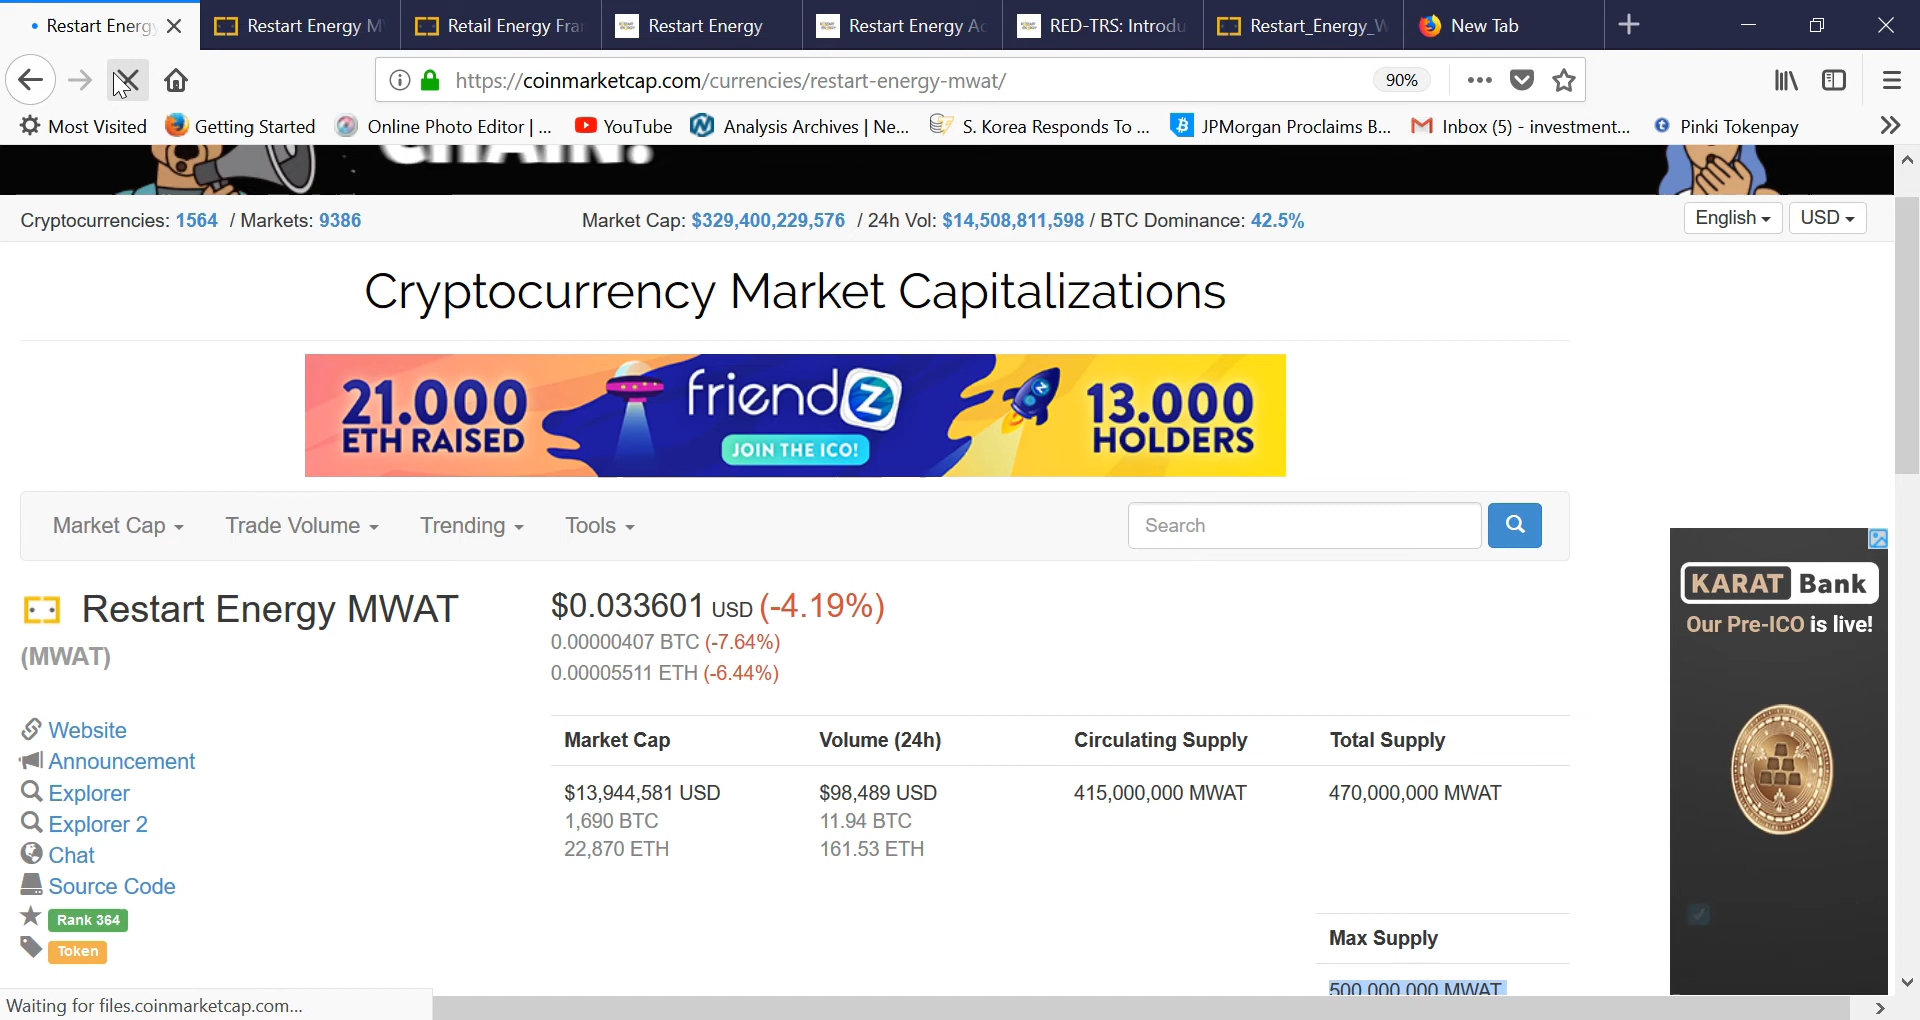 Restart Energy
Restart Energy M
Retail Energy Fra
Restart Energy
Restart Energy Ac
RED-TRS: Introdu
Restart_Energy_W
New Tab
https://coinmarketcap.com/currencies/restart-energy-mwat/
90%
Most Visited
Getting Started
Online Photo Editor | ...
YouTube
Analysis Archives | Ne...
S. Korea Responds To ...
JPMorgan Proclaims B...
Inbox (5) - investment...
Pinki Tokenpay
CHAIN!
Cryptocurrencies: 1564 / Markets: 9386
Market Cap: $329,400,229,576 / 24h Vol: $14,508,811,598 / BTC Dominance: 42.5%
English
USD
Cryptocurrency Market Capitalizations
21.000
ETH RAISED
friendz
JOIN THE ICO!
13.000
HOLDERS
Market Cap
Trade Volume
Trending
Tools
Search
Restart Energy MWAT
(MWAT)
$0.033601 USD (-4.19%)
0.00000407 BTC (-7.64%)
0.00005511 ETH (-6.44%)
KARAT Bank
Our Pre-ICO is live!
Website
Announcement
Explorer
Explorer 2
Chat
Source Code
Rank 364
Token
Market Cap
Volume (24h)
Circulating Supply
Total Supply
$13,944,581 USD
$98,489 USD
415,000,000 MWAT
470,000,000 MWAT
1,690 BTC
11.94 BTC
22,870 ETH
161.53 ETH
Max Supply
500,000,000 MWAT
Waiting for files.coinmarketcap.com...